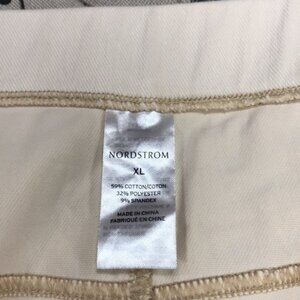 NORDSTROM
XL
59% COTTON/COTON
32% POLYESTER
9% SPANDEX
MADE IN CHINA
FABRIQUÉ EN CHINE